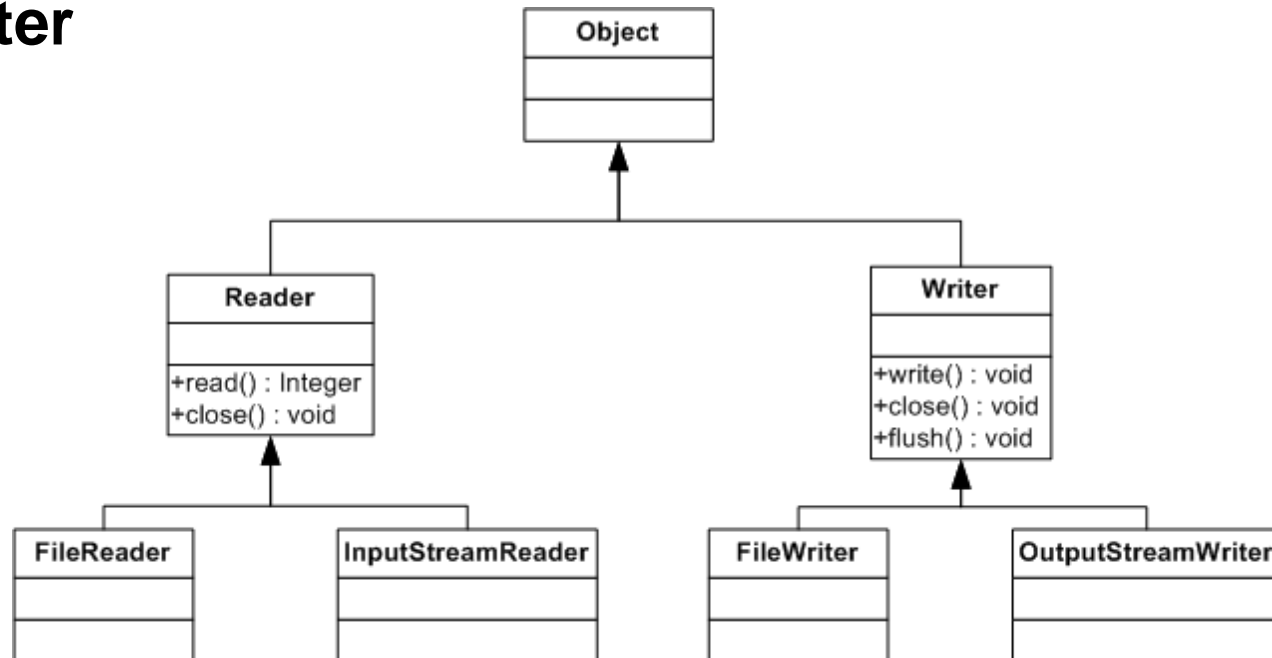 ter
Object
Reader
+read() : Integer
+close() : void
Writer
+write() : void
+close() : void
+flush() : void
FileReader
InputStreamReader
FileWriter
OutputStreamWriter